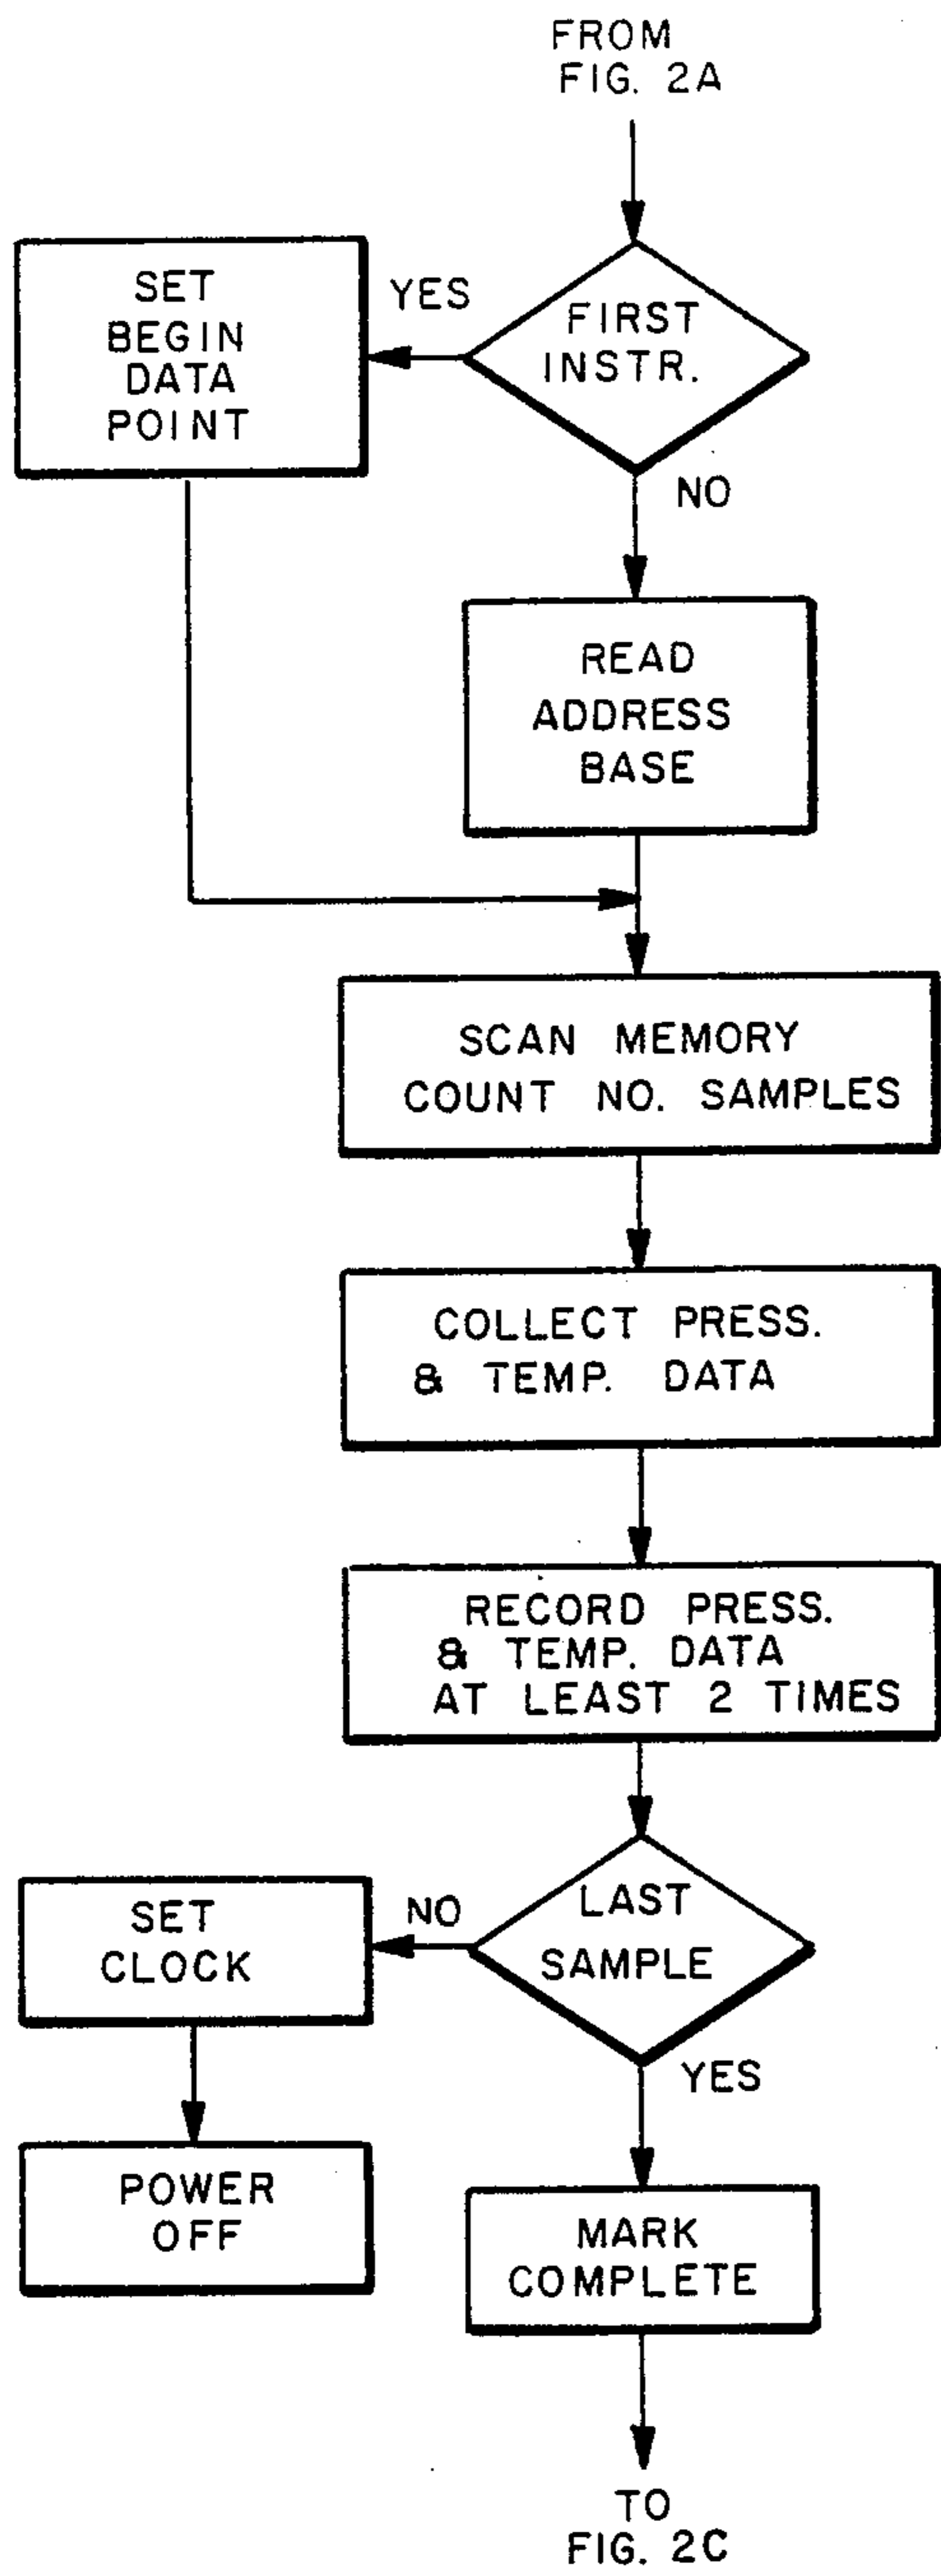 FROM
FIG. 2A
FIRST
INSTR.
YES
SET
BEGIN
DATA
POINT
NO
READ
ADDRESS
BASE
SCAN MEMORY
COUNT NO. SAMPLES
COLLECT PRESS.
& TEMP. DATA
RECORD PRESS.
& TEMP. DATA
AT LEAST 2 TIMES
LAST
SAMPLE
NO
SET
CLOCK
POWER
OFF
YES
MARK
COMPLETE
TO
FIG. 2C